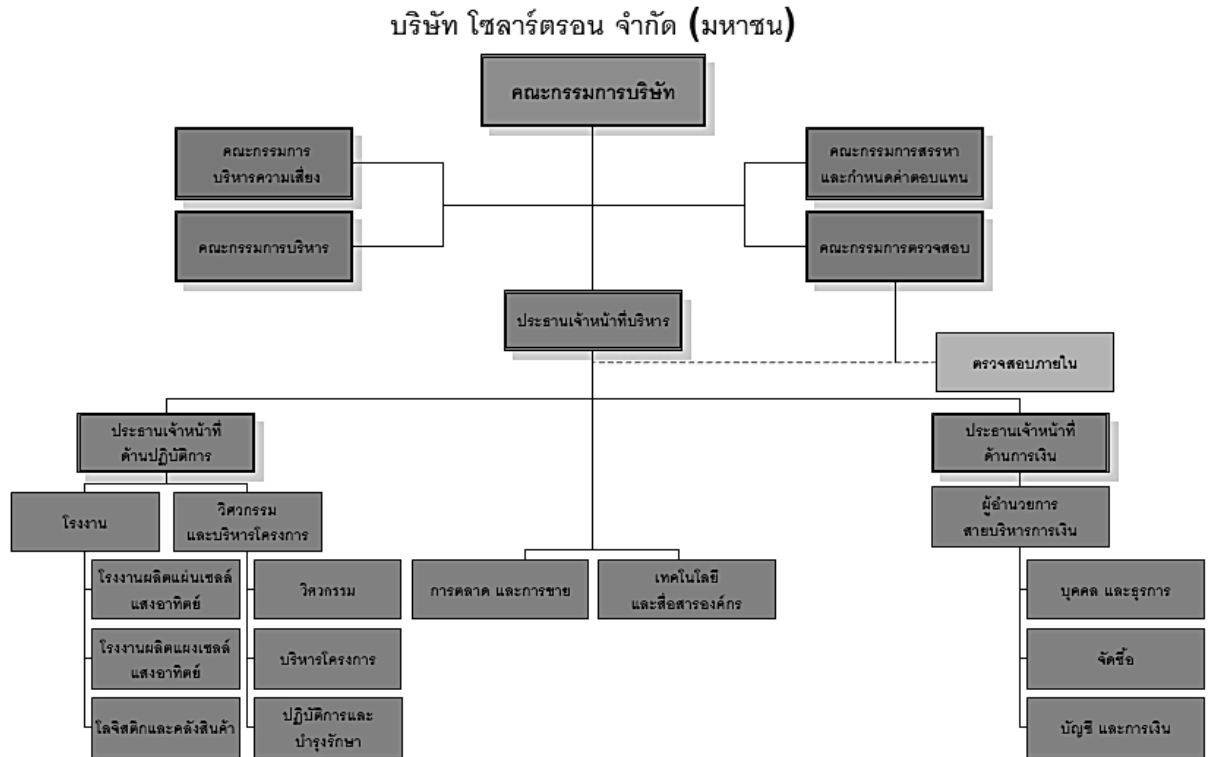 บริษัท โซลาร์ตรอน จำกัด (มหาชน)
คณะกรรมการบริษัท
คณะกรรมการ
บริหารความเสี่ยง
คณะกรรมการสรรหา
และกำหนดค่าตอบแทน
คณะกรรมการบริหาร
คณะกรรมการตรวจสอบ
ประธานเจ้าหน้าที่บริหาร
ตรวจสอบภายใน
ประธานเจ้าหน้าที่
ด้านปฏิบัติการ
ประธานเจ้าหน้าที่
ด้านการเงิน
โรงงาน
วิศวกรรม
และบริหารโครงการ
ผู้อำนวยการ
สายบริหารการเงิน
โรงงานผลิตแผ่นเซลล์
แสงอาทิตย์
วิศวกรรม
การตลาด และการขาย
เทคโนโลยี
และสื่อสารองค์กร
บุคคล และธุรการ
โรงงานผลิตแผงเซลล์
แสงอาทิตย์
บริหารโครงการ
จัดซื้อ
โลจิสติกและคลังสินค้า
ปฏิบัติการและ
บำรุงรักษา
บัญชี และการเงิน